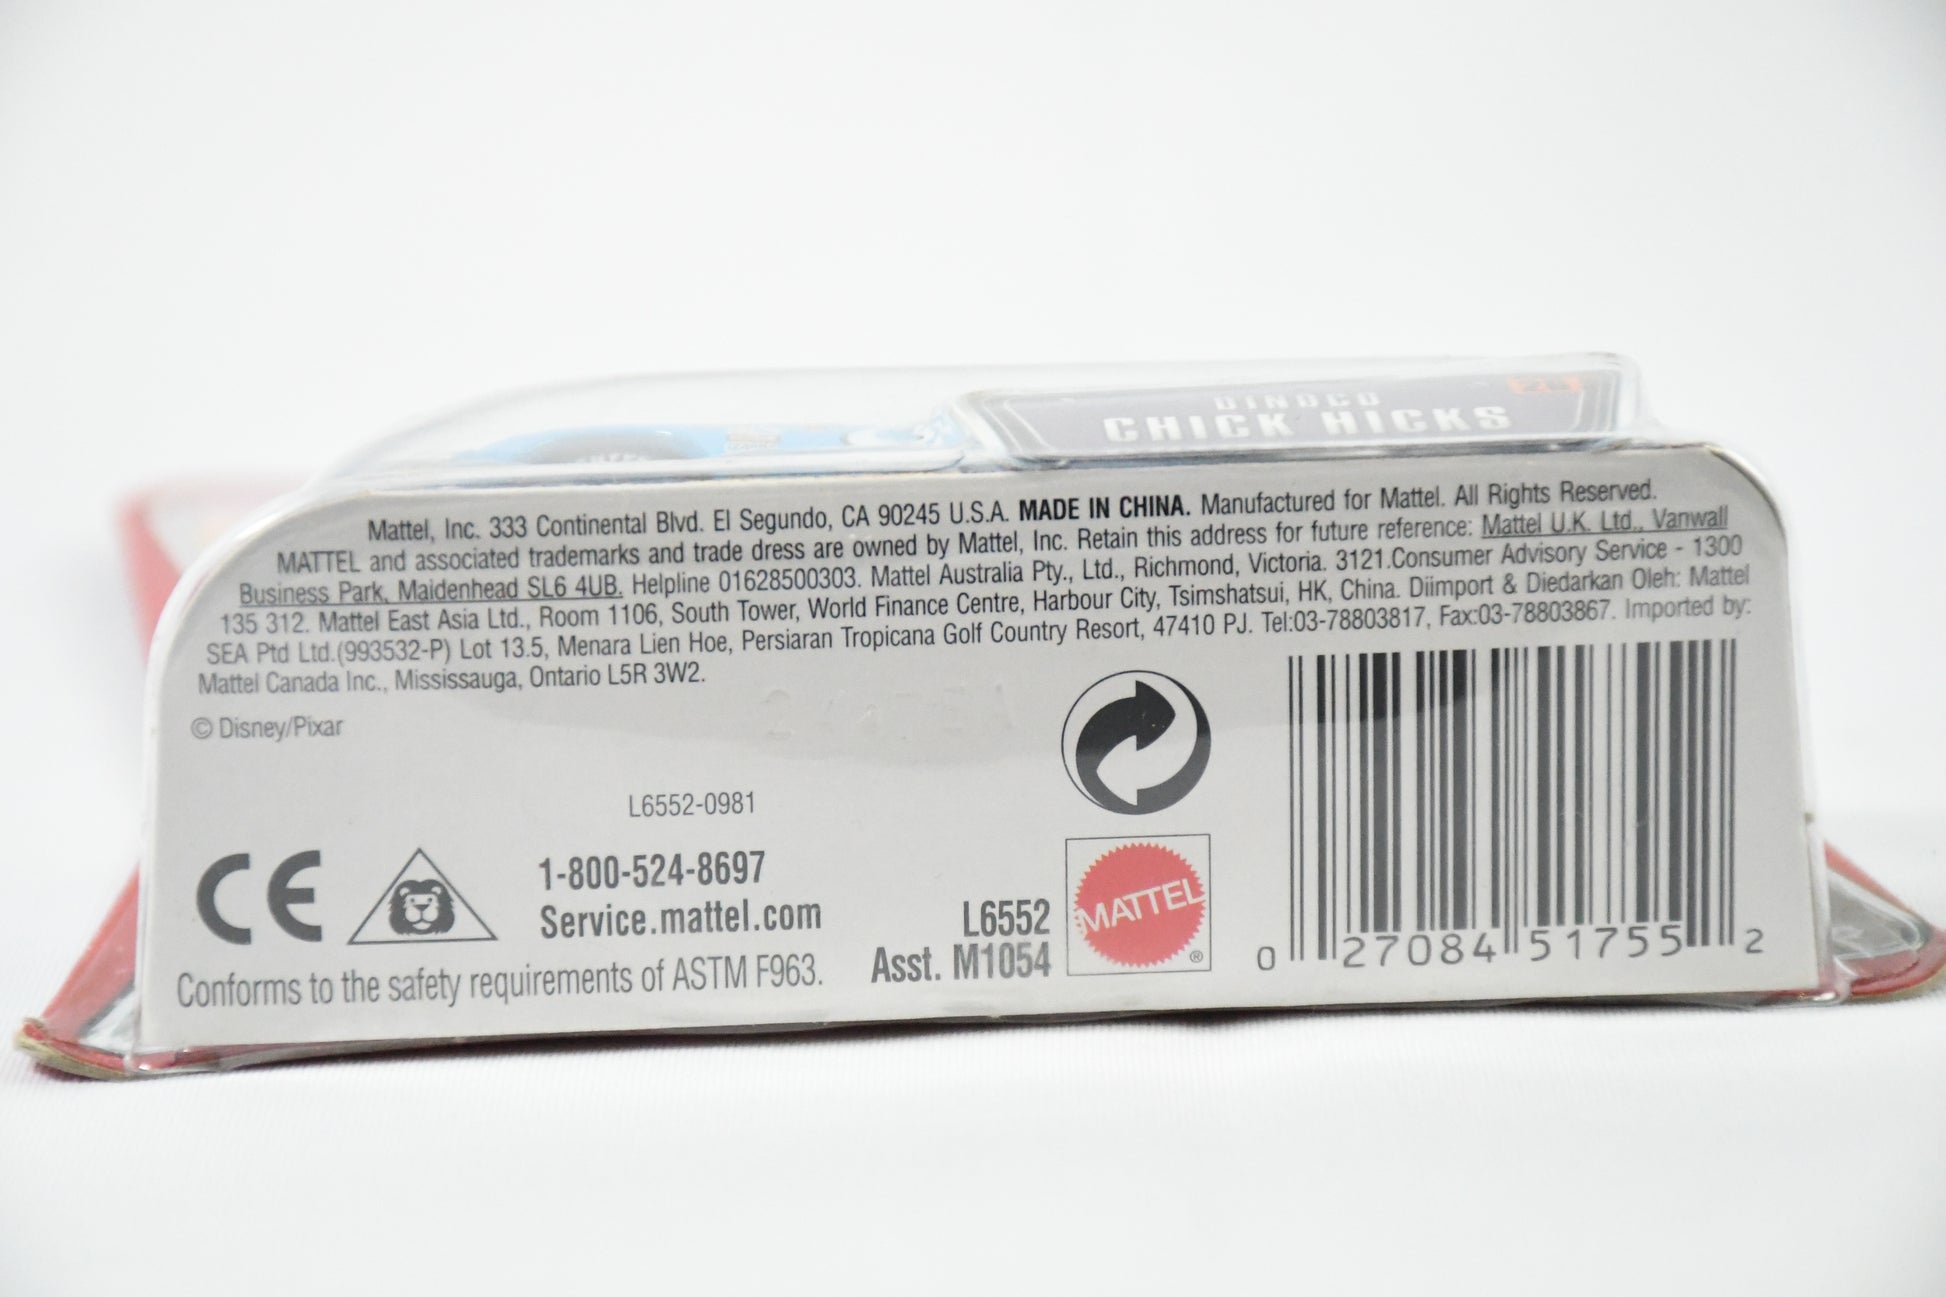 DINOCO
CHICK HICKS
Mattel, Inc. 333 Continental Blvd. El Segundo, CA 90245 U.S.A. MADE IN CHINA. Manufactured for Mattel. All Rights Reserved.
MATTEL and associated trademarks and trade dress are owned by Mattel, Inc. Retain this address for future reference: Mattel U.K. Ltd., Vanwall
Business Park, Maidenhead SL6 4UB. Helpline 01628500303. Mattel Australia Pty., Ltd., Richmond, Victoria. 3121.Consumer Advisory Service - 1300
135 312. Mattel East Asia Ltd., Room 1106, South Tower, World Finance Centre, Harbour City, Tsimshatsui, HK, China. Diimport & Diedarkan Oleh: Mattel
SEA Ptd Ltd.(993532-P) Lot 13.5, Menara Lien Hoe, Persiaran Tropicana Golf Country Resort, 47410 PJ. Tel:03-78803817, Fax:03-78803867. Imported by:
Mattel Canada Inc., Mississauga, Ontario L5R 3W2.
© Disney/Pixar
L6552-0981
CE
1-800-524-8697
Service.mattel.com
Conforms to the safety requirements of ASTM F963.
L6552
Asst. M1054
MATTEL
®
0 27084 51755 2